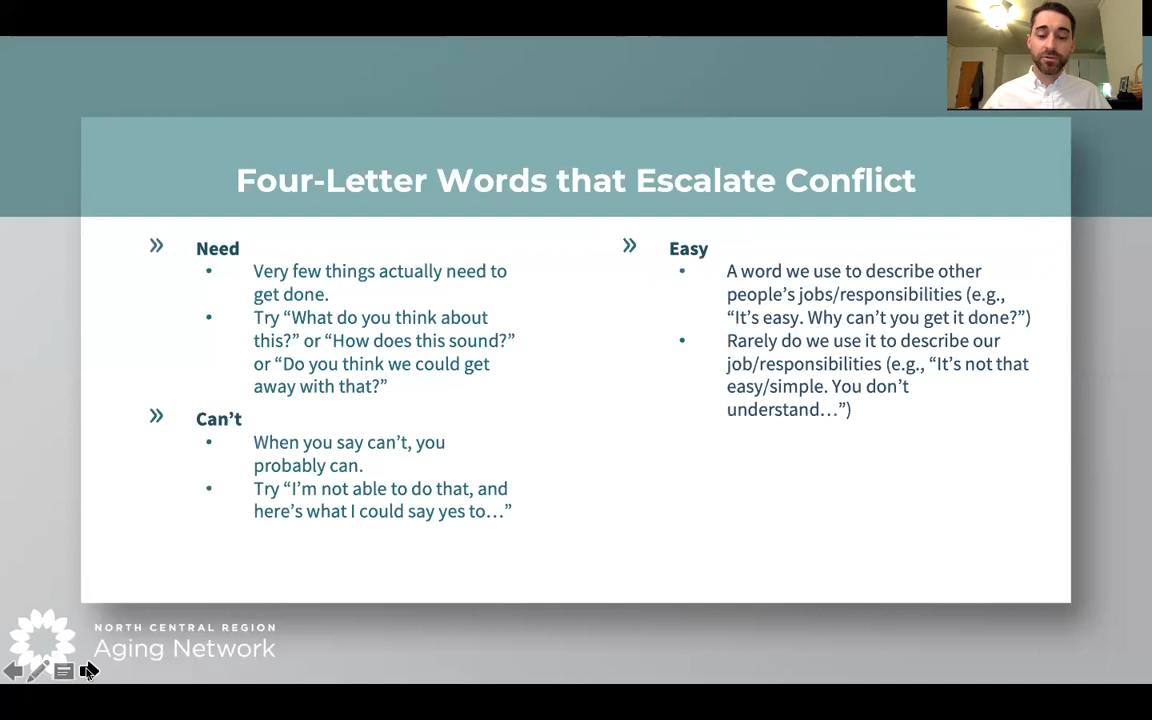 Four-Letter Words that Escalate Conflict
» Need
• Very few things actually need to
get done.
• Try “What do you think about
this?” or “How does this sound?”
or “Do you think we could get
away with that?”
» Can’t
• When you say can’t, you
probably can.
• Try “I’m not able to do that, and
here’s what I could say yes to…”
» Easy
• A word we use to describe other
people’s jobs/responsibilities (e.g.,
“It’s easy. Why can’t you get it done?”)
• Rarely do we use it to describe our
job/responsibilities (e.g., “It’s not that
easy/simple. You don’t
understand…”)
NORTH CENTRAL REGION
Aging Network